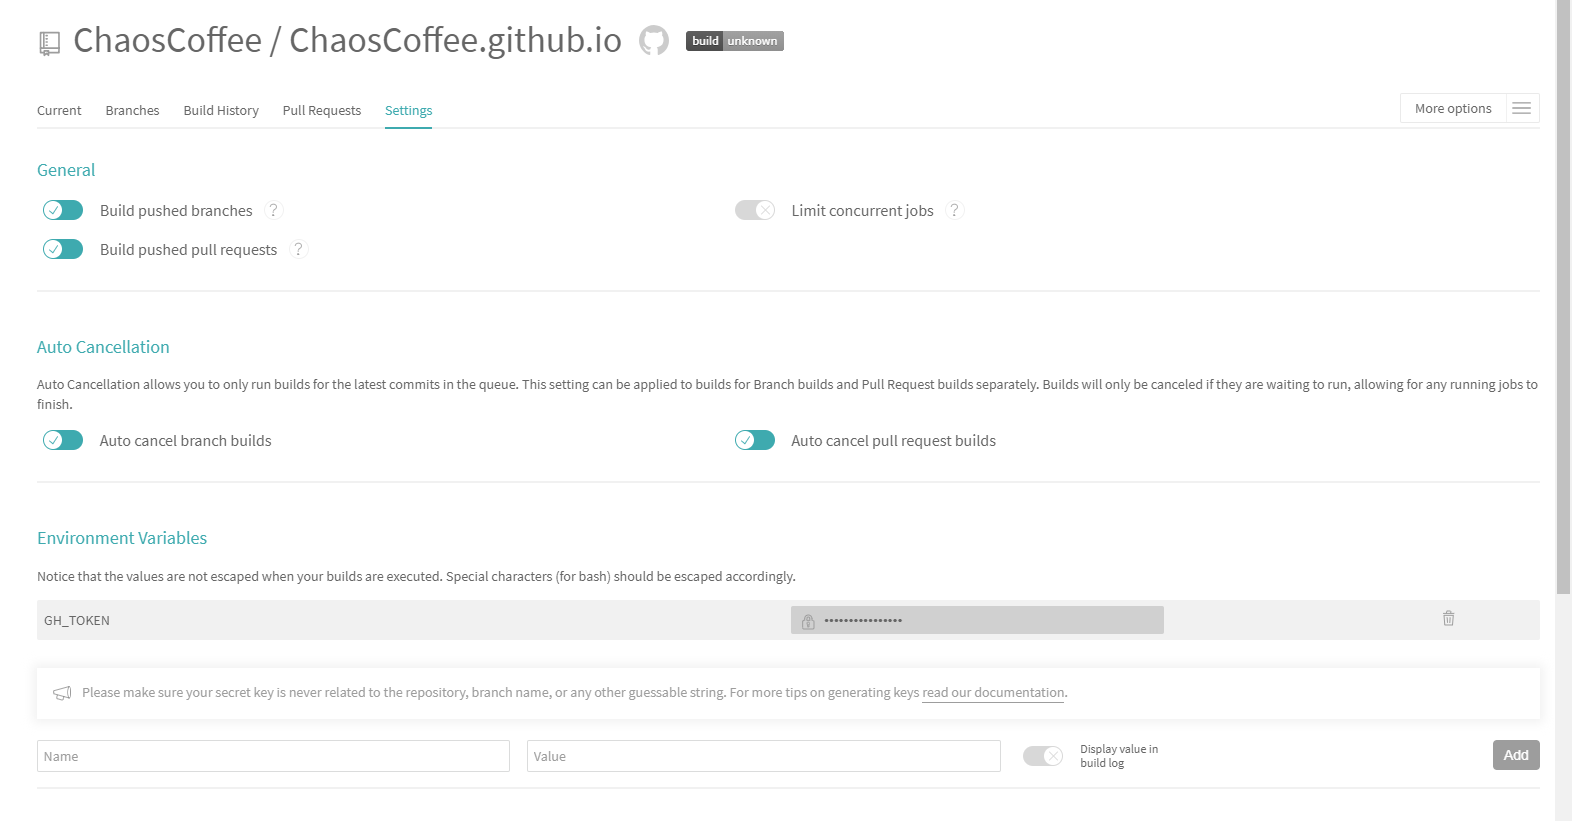 ChaosCoffee / ChaosCoffee.github.io
build unknown
Current Branches Build History Pull Requests Settings
More options
General
Build pushed branches ?
Limit concurrent jobs ?
Build pushed pull requests ?
Auto Cancellation
Auto Cancellation allows you to only run builds for the latest commits in the queue. This setting can be applied to builds for Branch builds and Pull Request builds separately. Builds will only be canceled if they are waiting to run, allowing for any running jobs to
finish.
Auto cancel branch builds
Auto cancel pull request builds
Environment Variables
Notice that the values are not escaped when your builds are executed. Special characters (for bash) should be escaped accordingly.
GH_TOKEN ••••••••••••••••
Please make sure your secret key is never related to the repository, branch name, or any other guessable string. For more tips on generating keys read our documentation.
Name
Value
Display value in
build log
Add